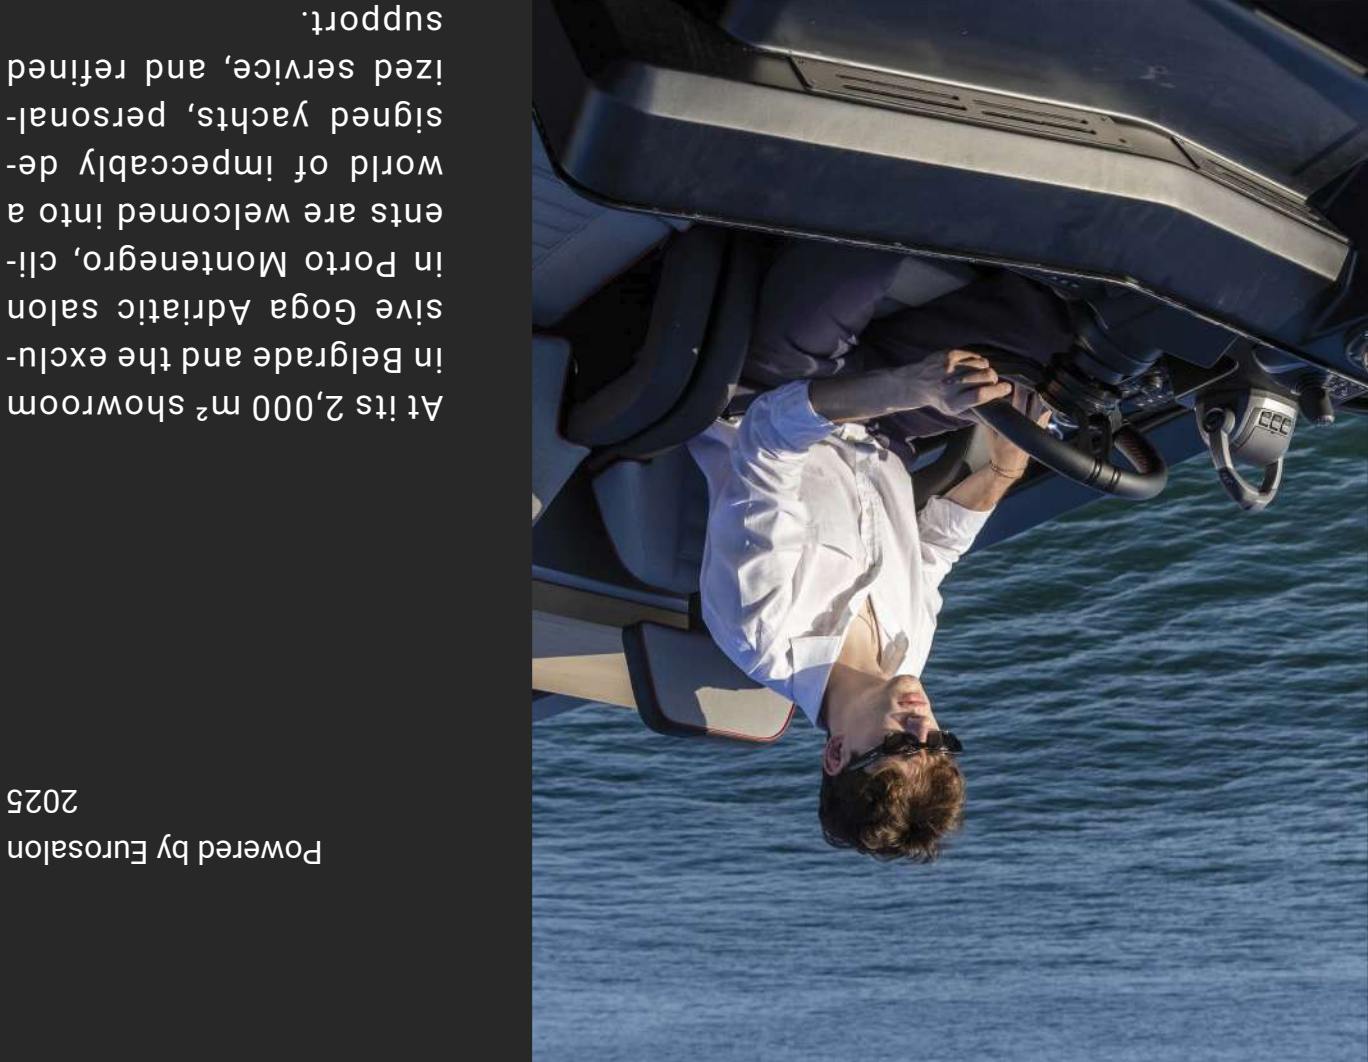 Powered by Eurosalon
2025
At its 2,000 m² showroom
in Belgrade and the exclu-
sive Goga Adriatic salon
in Porto Montenegro, cli-
ents are welcomed into a
world of impeccably de-
signed yachts, personal-
ized service, and refined
support.